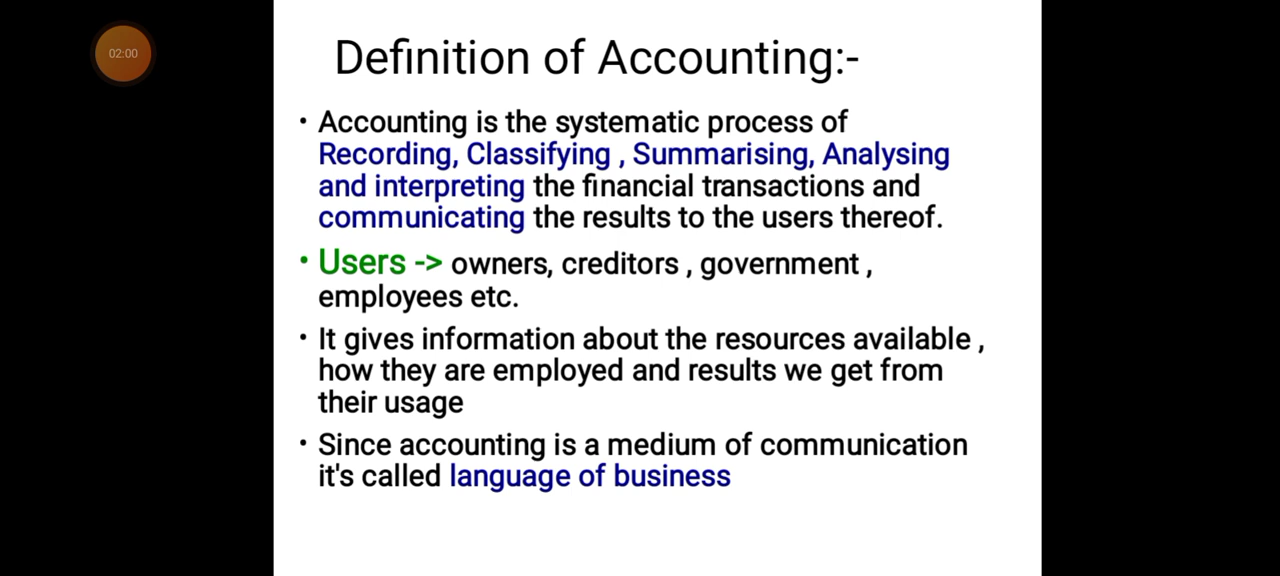 02:00
Definition of Accounting:-
• Accounting is the systematic process of
Recording, Classifying , Summarising, Analysing
and interpreting the financial transactions and
communicating the results to the users thereof.
• Users -> owners, creditors , government ,
employees etc.
• It gives information about the resources available ,
how they are employed and results we get from
their usage
• Since accounting is a medium of communication
it's called language of business